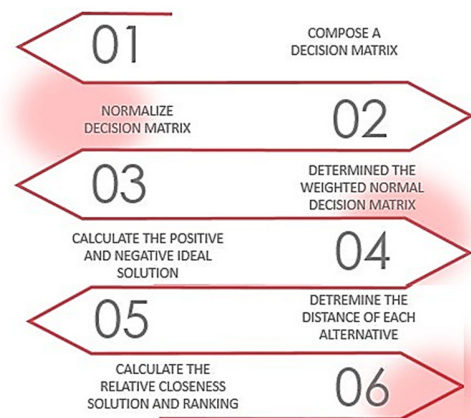 01
COMPOSE A
DECISION MATRIX
NORMALIZE
DECISION MATRIX
02
03
DETERMINED THE
WEIGHTED NORMAL
DECISION MATRIX
CALCULATE THE POSITIVE
AND NEGATIVE IDEAL
SOLUTION
04
05
DETREMINE THE
DISTANCE OF EACH
ALTERNATIVE
CALCULATE THE
RELATIVE CLOSENESS
SOLUTION AND RANKING
06